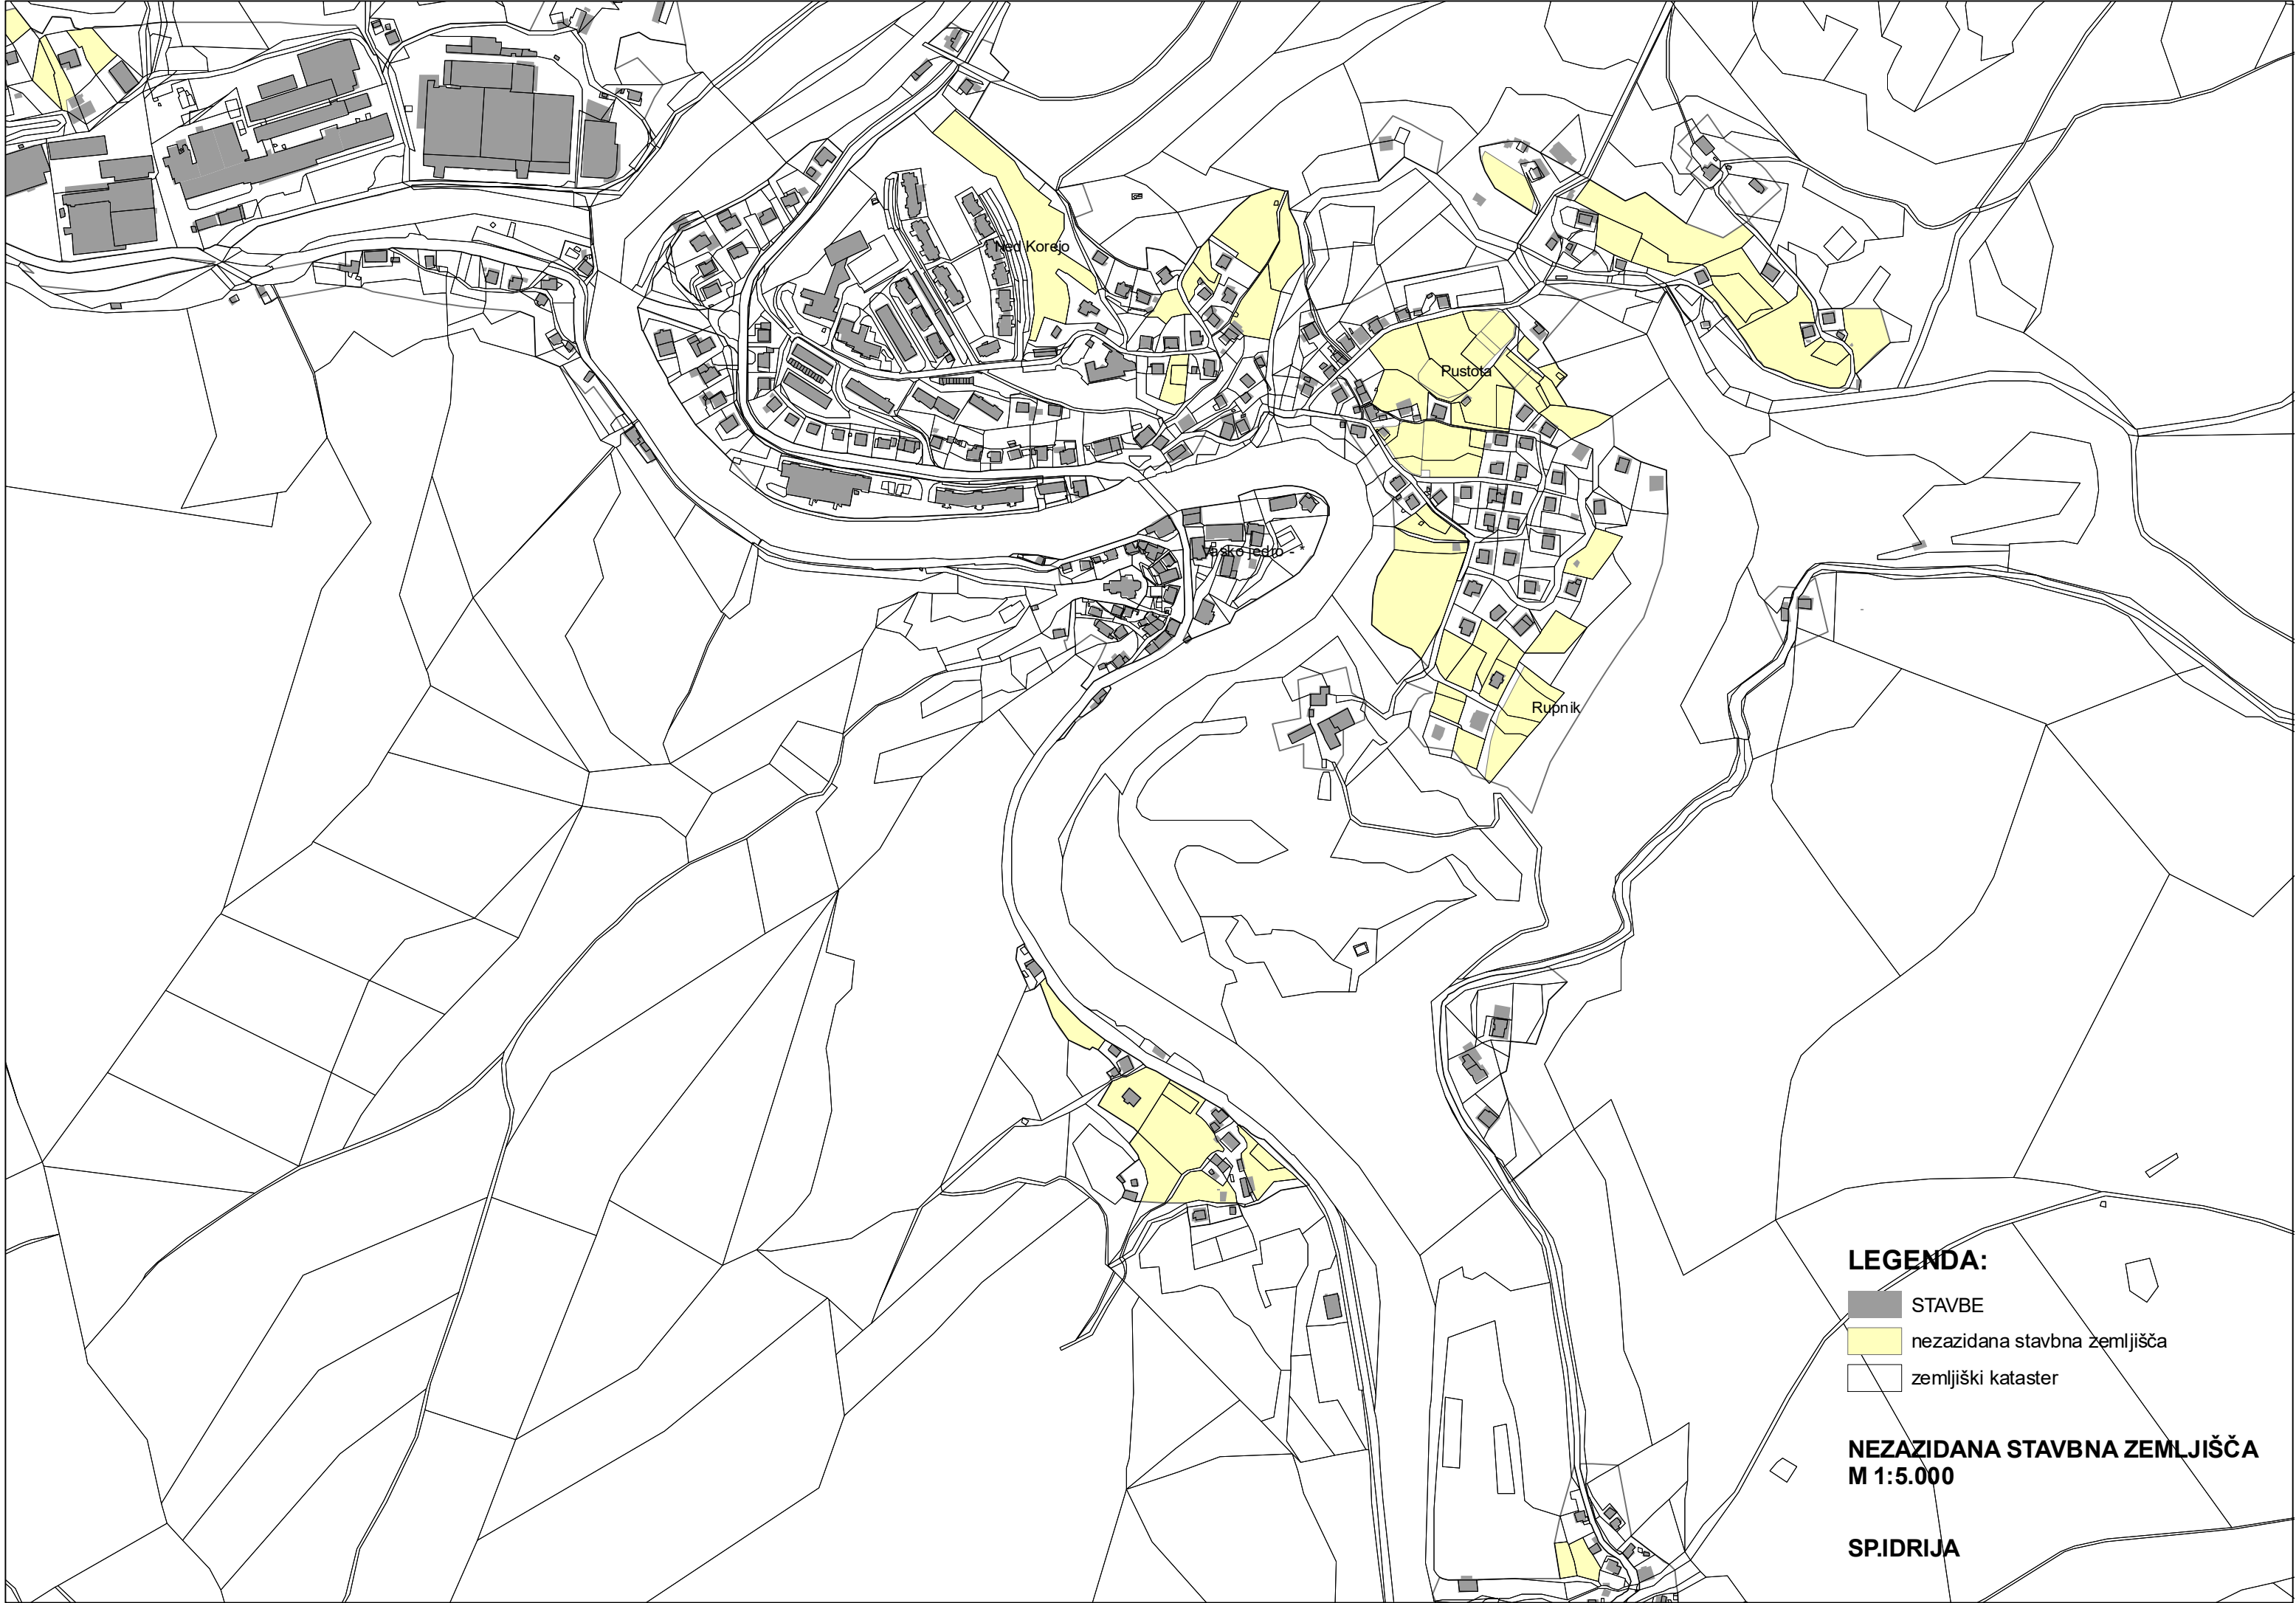 Ned Korejo
Pustota
Vasko jedro - *
Rupnik
LEGENDA:
STAVBE
nezazidana stavbna zemljišča
zemljiški kataster
NEZAZIDANA STAVBNA ZEMLJIŠČA
M 1:5.000
SP.IDRIJA